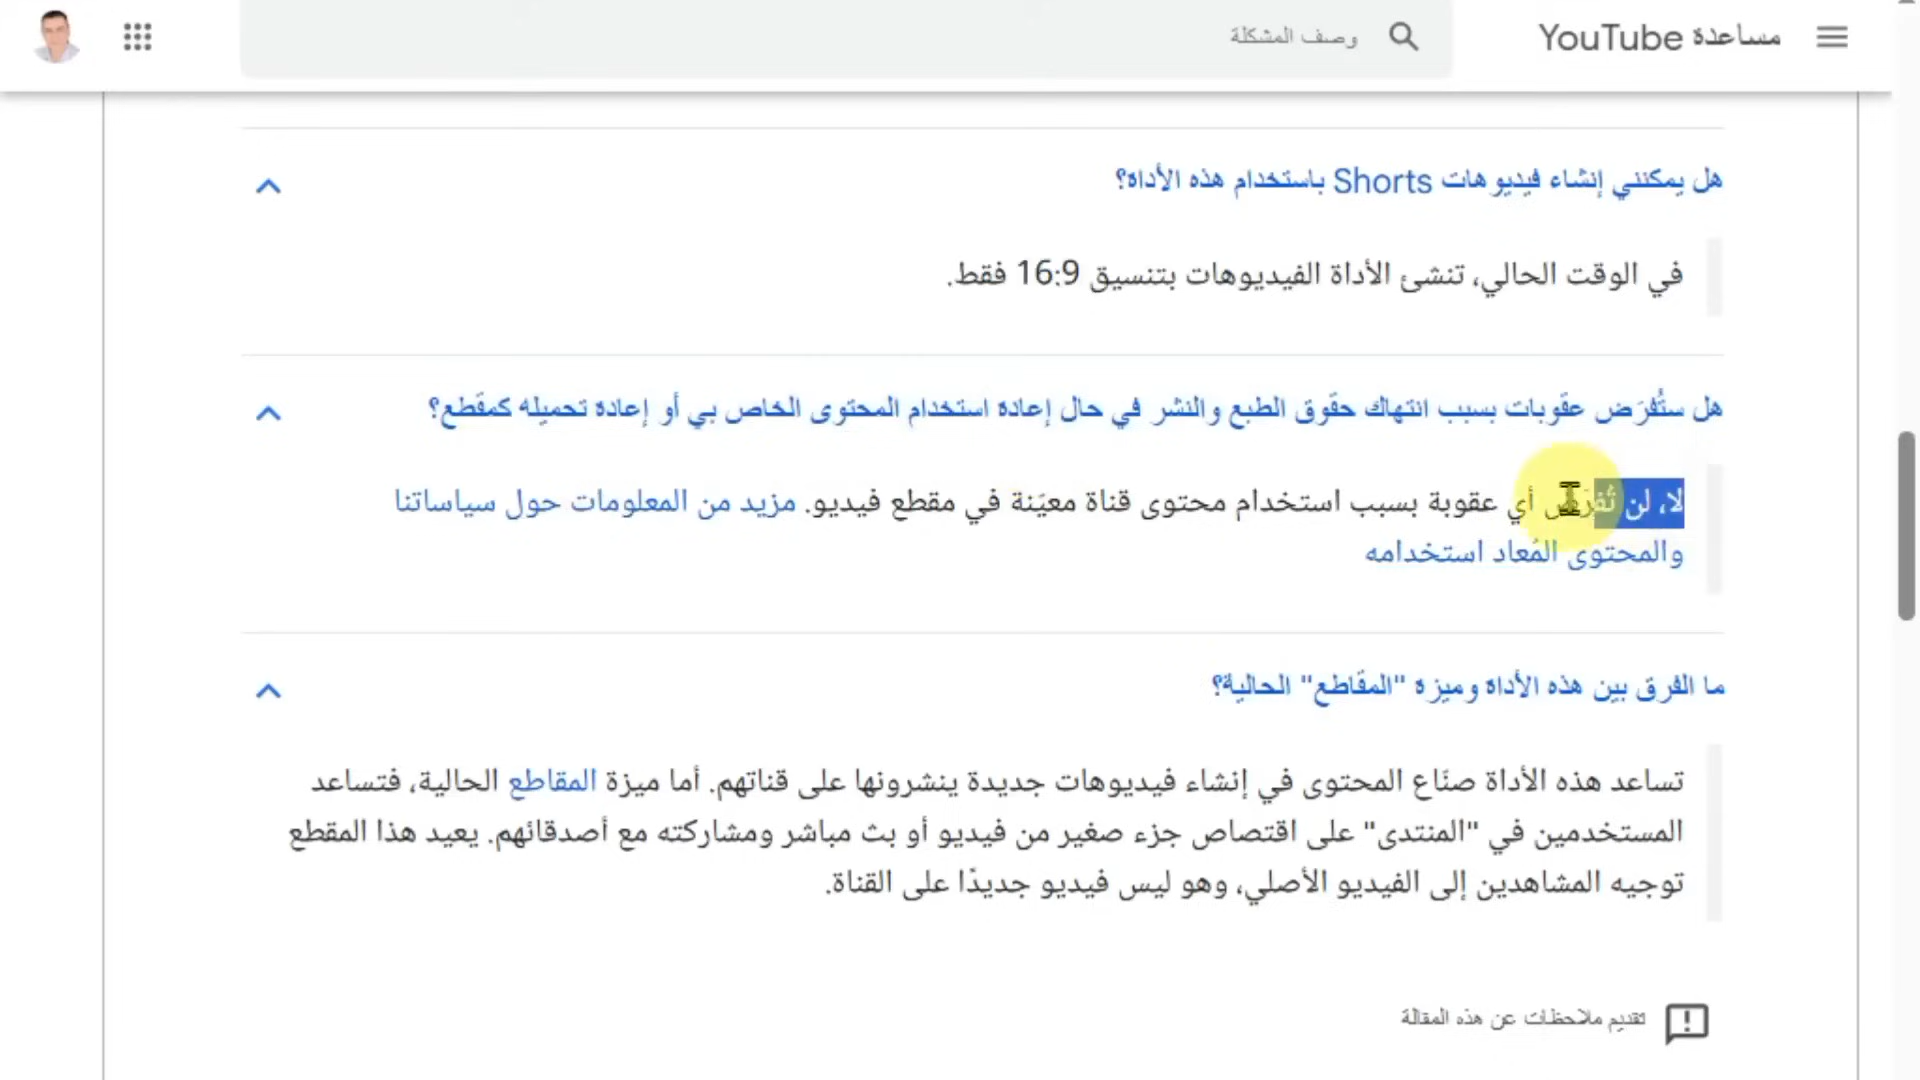 مساعدة YouTube
وصف المشكلة
هل يمكنني إنشاء فيديوهات Shorts باستخدام هذه الأداة؟
في الوقت الحالي، تنشئ الأداة الفيديوهات بتنسيق 16:9 فقط.
هل ستُفرَض عقوبات بسبب انتهاك حقوق الطبع والنشر في حال إعادة استخدام المحتوى الخاص بي أو إعادة تحميله كمقطع؟
لا، لن تُفرَض أي عقوبة بسبب استخدام محتوى قناة معيّنة في مقطع فيديو. مزيد من المعلومات حول سياساتنا
والمحتوى المُعاد استخدامه
ما الفرق بين هذه الأداة وميزة "المقاطع" الحالية؟
تساعد هذه الأداة صنّاع المحتوى في إنشاء فيديوهات جديدة ينشرونها على قناتهم. أما ميزة المقاطع الحالية، فتساعد
المستخدمين في "المنتدى" على اقتصاص جزء صغير من فيديو أو بث مباشر ومشاركته مع أصدقائهم. يعيد هذا المقطع
توجيه المشاهدين إلى الفيديو الأصلي، وهو ليس فيديو جديدًا على القناة.
تقديم ملاحظات عن هذه المقالة